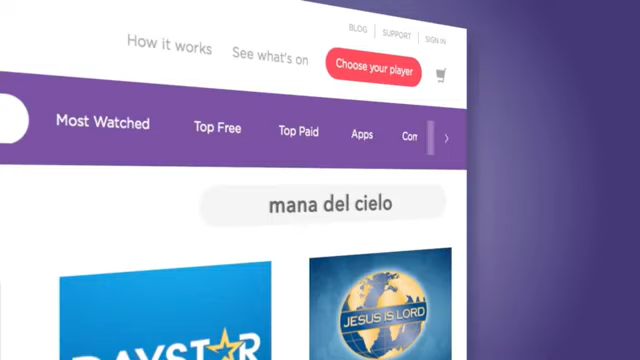 BLOG SUPPORT SIGN IN
How it works See what's on Choose your player
Most Watched Top Free Top Paid Apps
mana del cielo
DAYSTAR
JESUS IS LORD